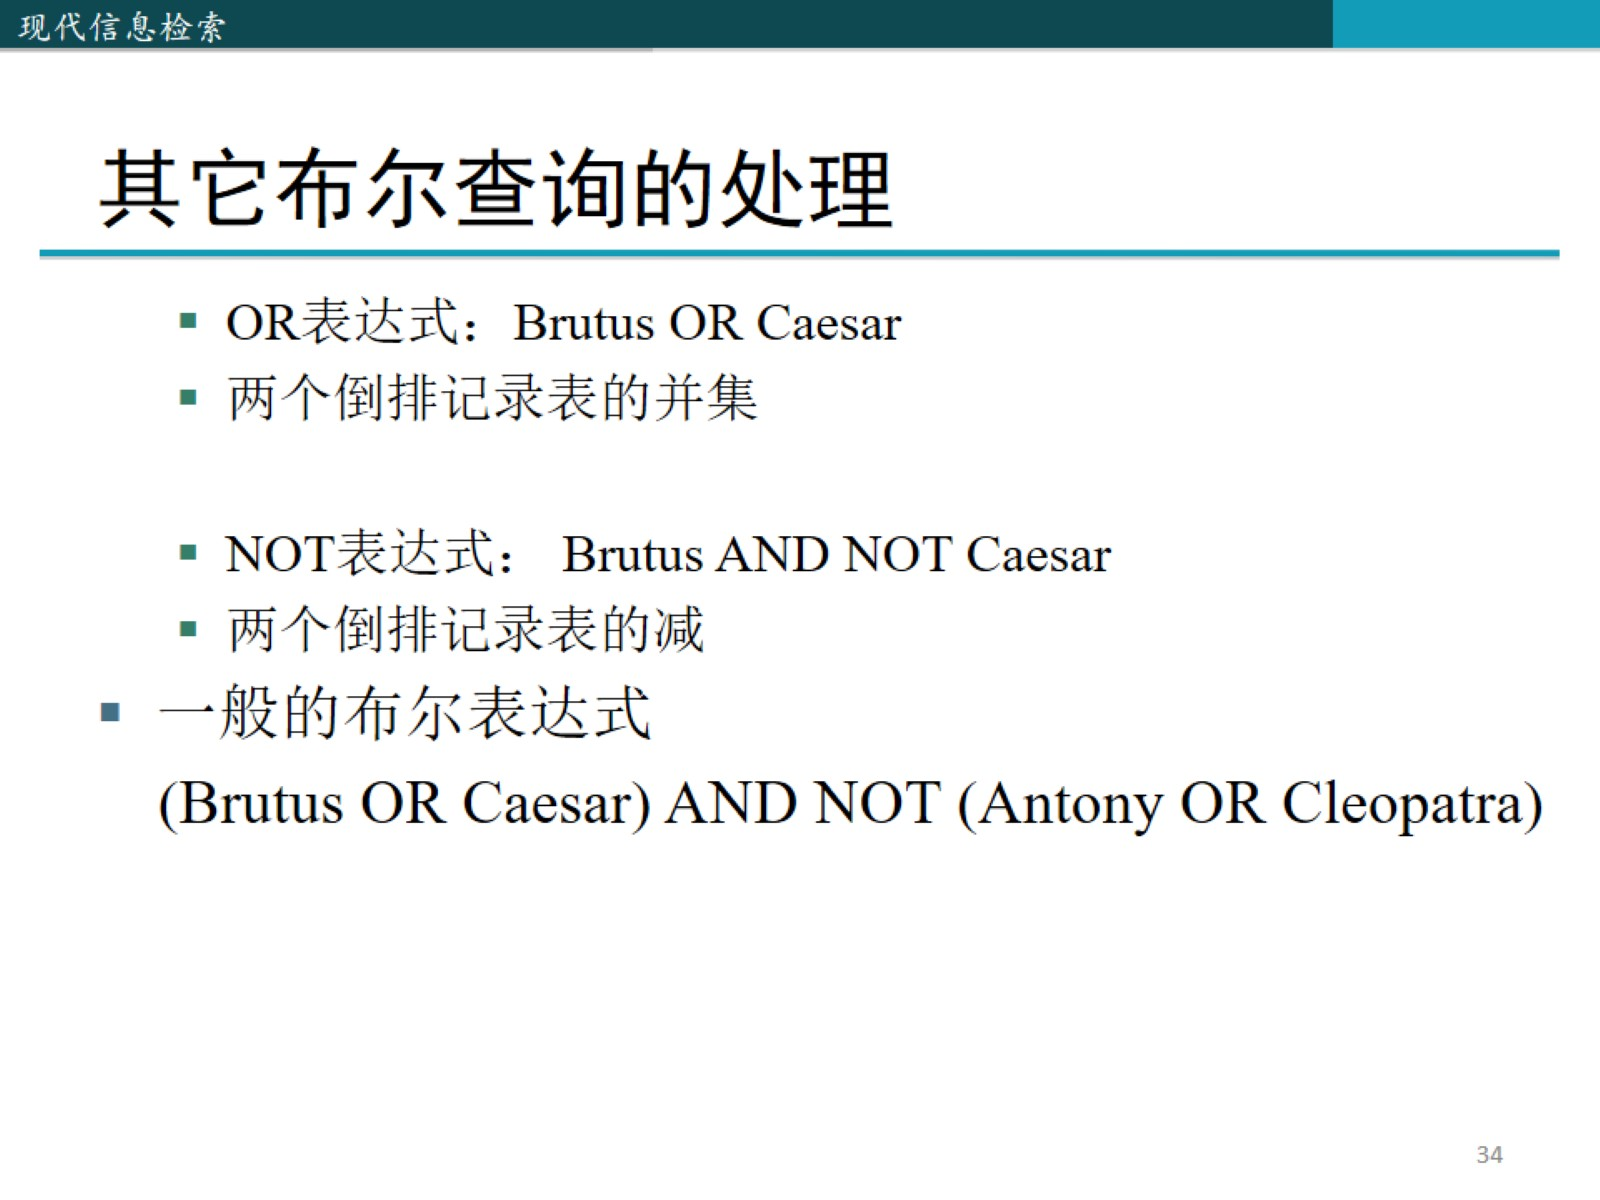 现代信息检索
其它布尔查询的处理
OR表达式：Brutus OR Caesar
两个倒排记录表的并集
NOT表达式： Brutus AND NOT Caesar
两个倒排记录表的减
一般的布尔表达式
(Brutus OR Caesar) AND NOT (Antony OR Cleopatra)
34